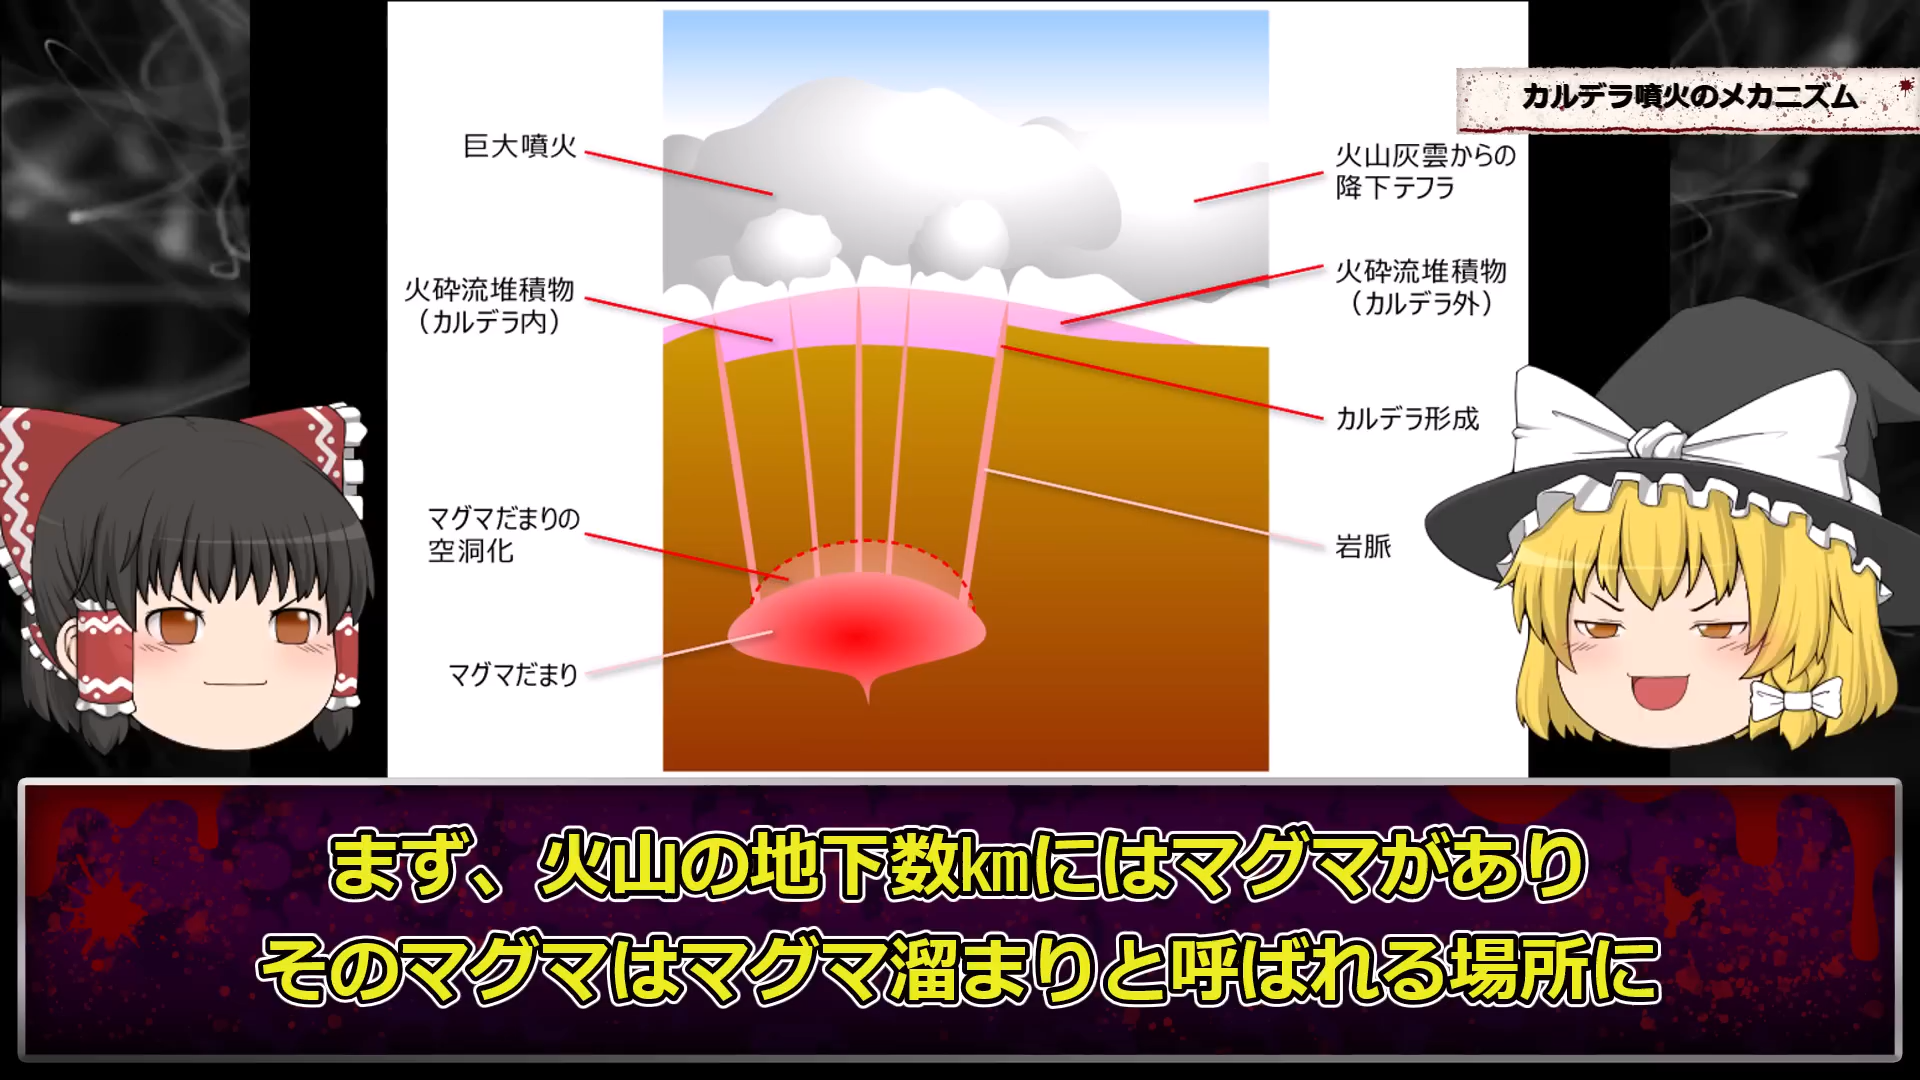 カルデラ噴火のメカニズム
巨大噴火
火山灰雲からの
降下テフラ
火砕流堆積物
（カルデラ内）
火砕流堆積物
（カルデラ外）
カルデラ形成
マグマだまりの
空洞化
岩脈
マグマだまり
まず、火山の地下数㎞にはマグマがあり
そのマグマはマグマ溜まりと呼ばれる場所に